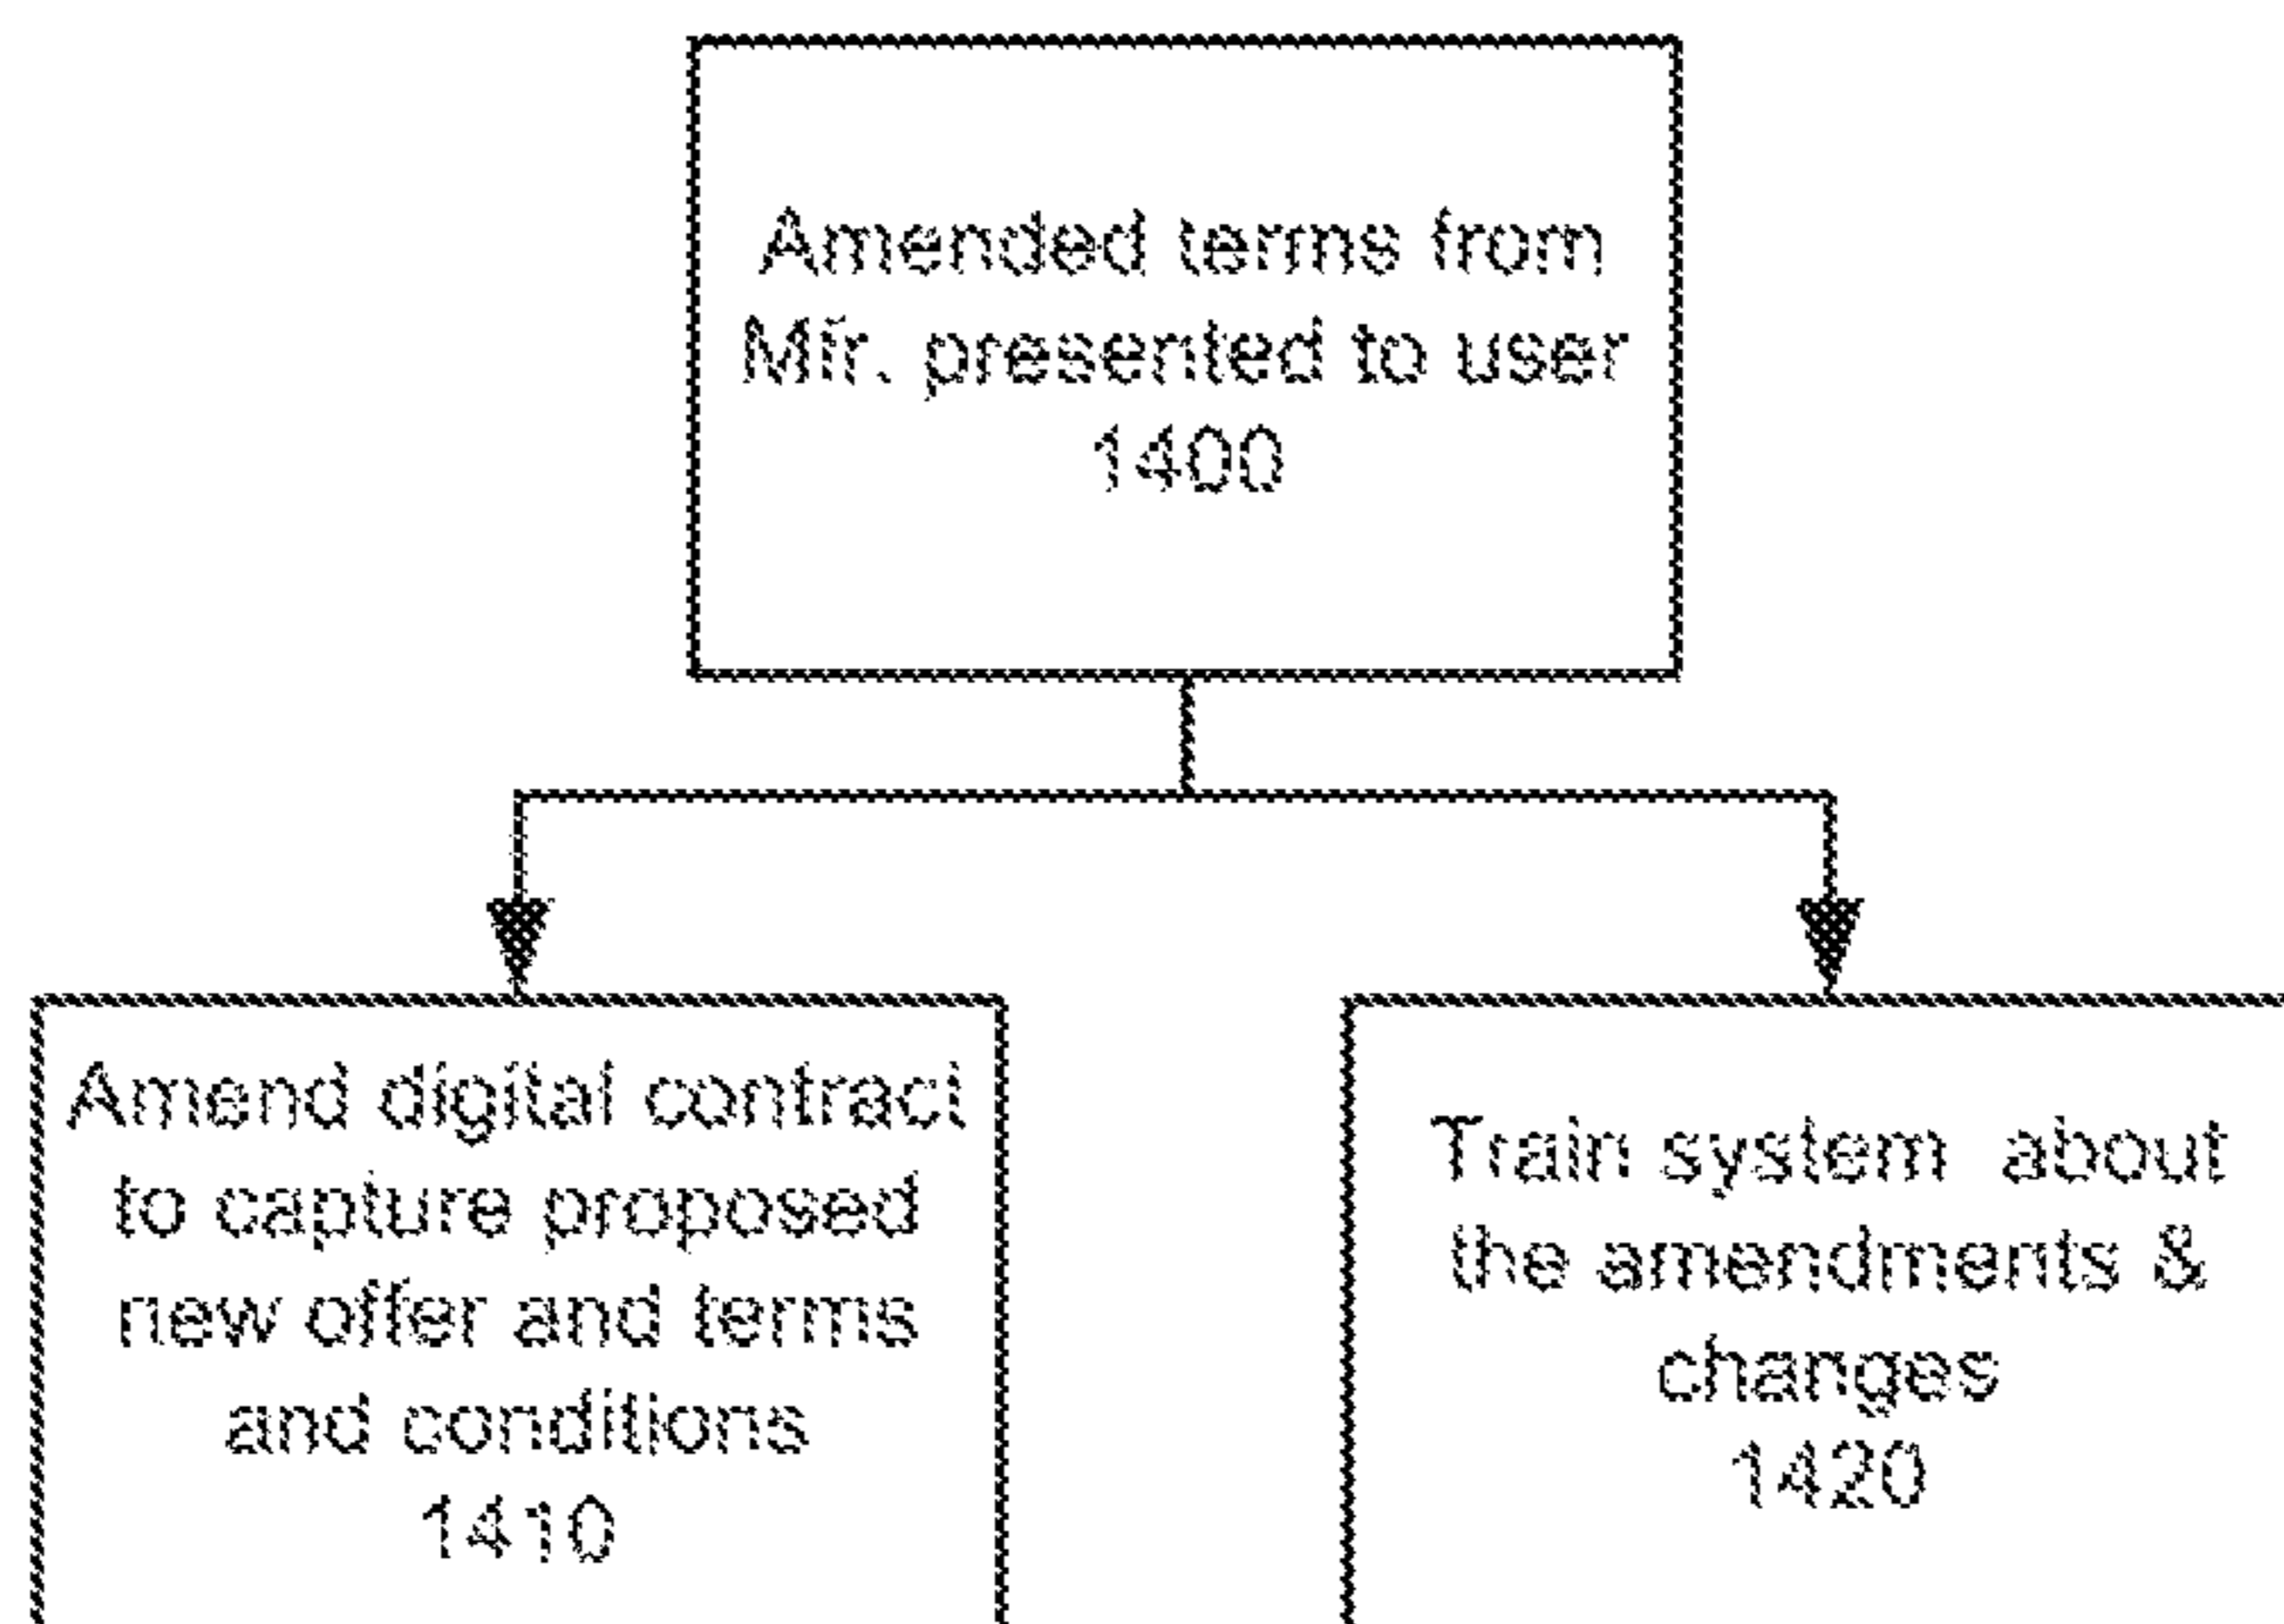 Amended terms from
Mfr. presented to user
1400
Amend digital contract
to capture proposed
new offer and terms
and conditions
1410
Train system about
the amendments &
changes
1420